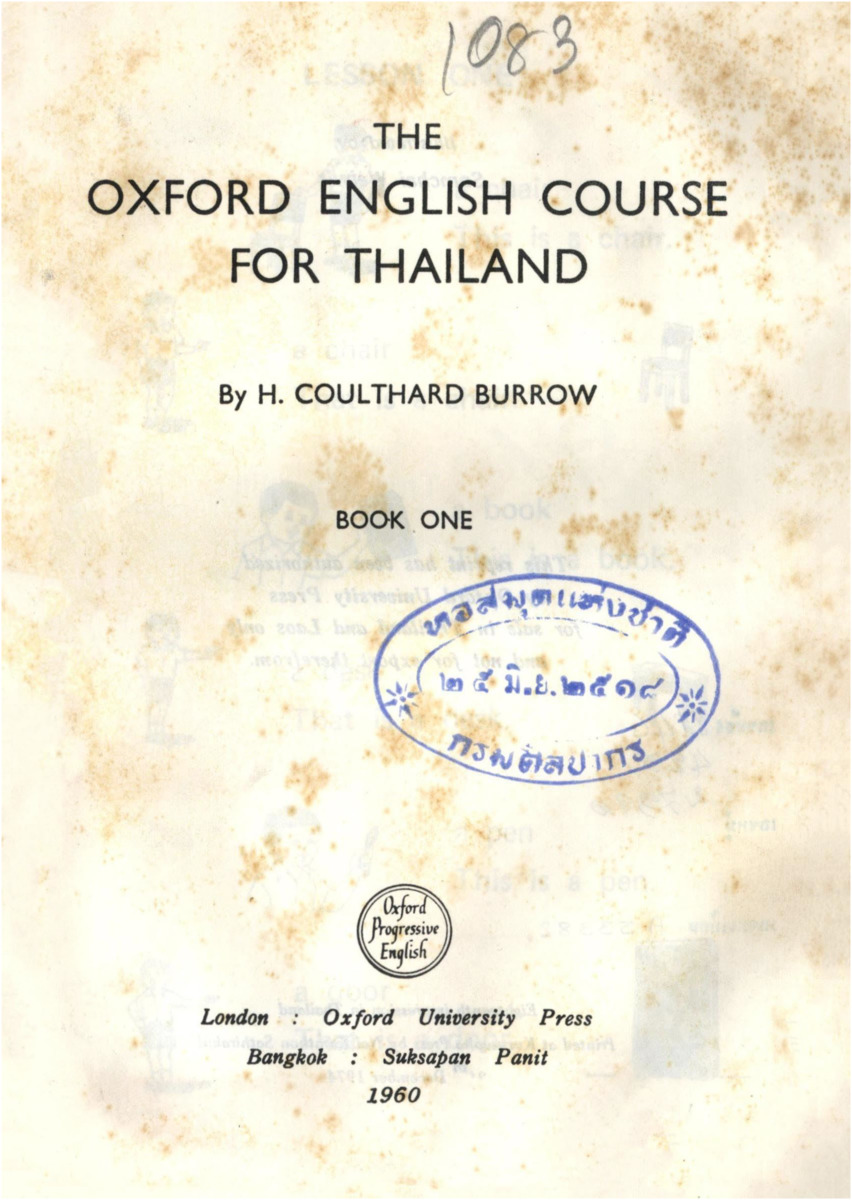 1083
THE
OXFORD ENGLISH COURSE
FOR THAILAND
By H. COULTHARD BURROW
BOOK ONE
หอสมุดแห่งชาติ
๒๕ มิ.ย.๒๕๑๘
กรมศิลปากร
Oxford
Progressive
English
London : Oxford University Press
Bangkok : Suksapan Panit
1960